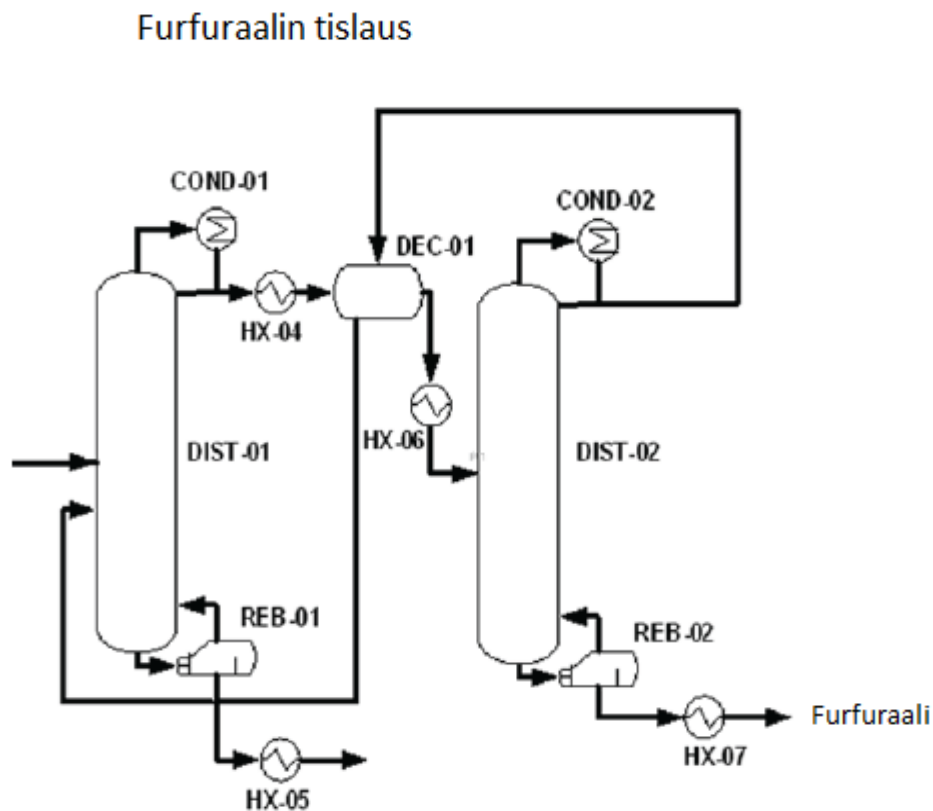 Furfuraalin tislaus
COND-01
COND-02
DEC-01
HX-04
HX-06
DIST-01
DIST-02
REB-01
REB-02
Furfuraali
HX-07
HX-05